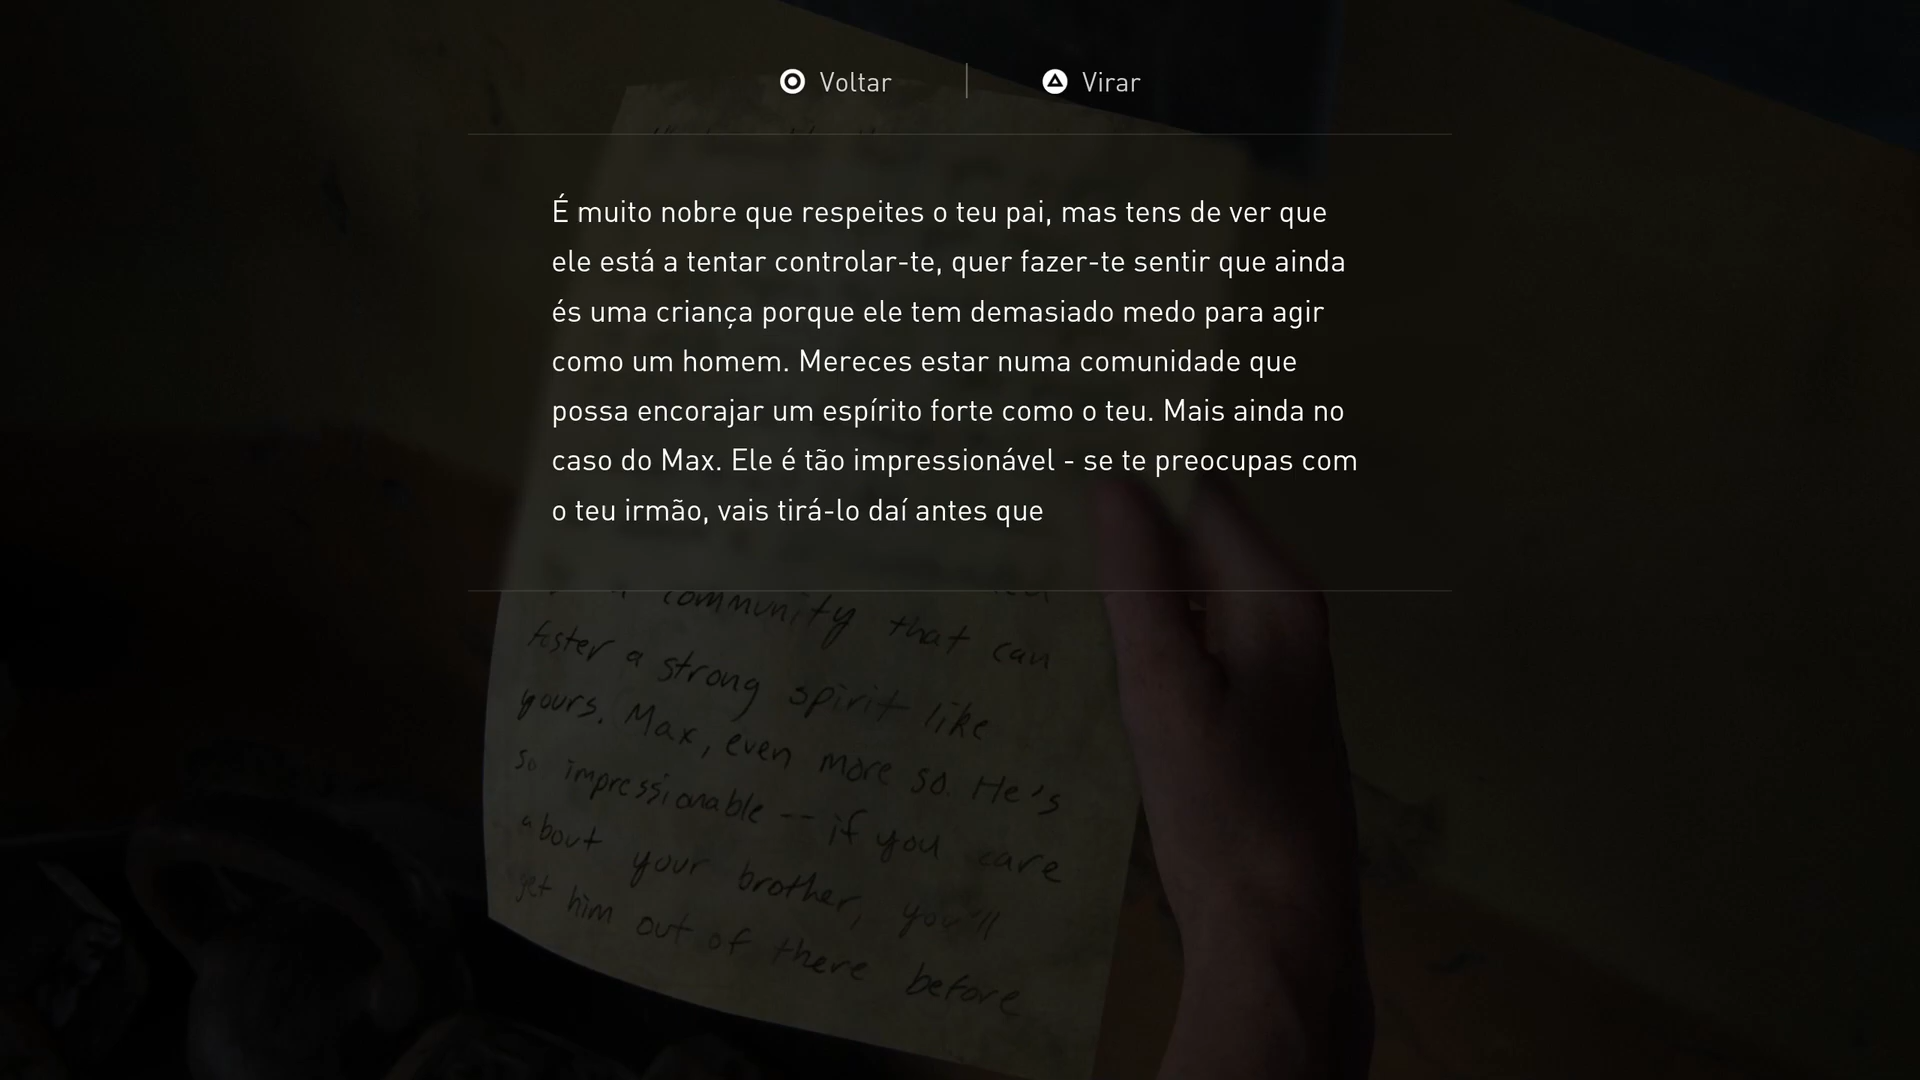 Voltar
Virar
É muito nobre que respeites o teu pai, mas tens de ver que
ele está a tentar controlar-te, quer fazer-te sentir que ainda
és uma criança porque ele tem demasiado medo para agir
como um homem. Mereces estar numa comunidade que
possa encorajar um espírito forte como o teu. Mais ainda no
caso do Max. Ele é tão impressionável - se te preocupas com
o teu irmão, vais tirá-lo daí antes que
community that can
foster a strong spirit like
yours. Max, even more so. He's
so impressionable -- if you care
about your brother, you'll
get him out of there before